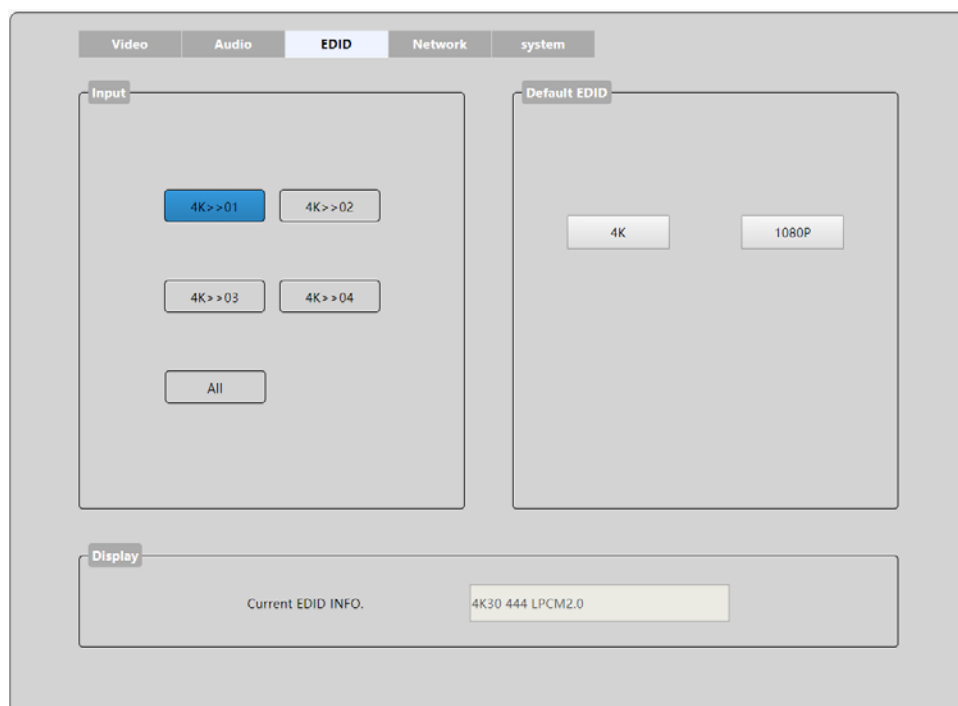 Video Audio EDID Network system
Input
Default EDID
4K>>01 4K>>02
4K 1080P
4K>>03 4K>>04
All
Display
Current EDID INFO. 4K30 444 LPCM2.0